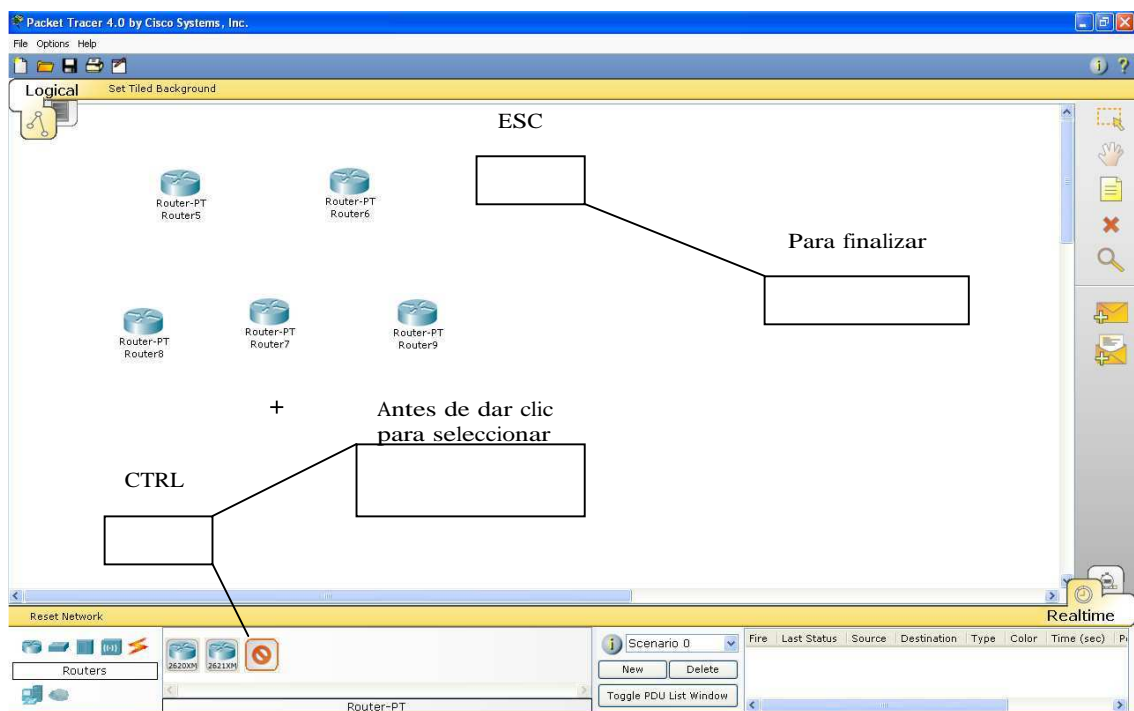 Packet Tracer 4.0 by Cisco Systems, Inc.
File Options Help
Logical
Set Tiled Background
ESC
Router-PT
Router5
Router-PT
Router6
Para finalizar
Router-PT
Router8
Router-PT
Router7
Router-PT
Router9
+
Antes de dar clic
para seleccionar
CTRL
Reset Network
Realtime
Routers
2620XM
2621XM
Router-PT
Scenario 0
New
Delete
Toggle PDU List Window
Fire Last Status Source Destination Type Color Time (sec)